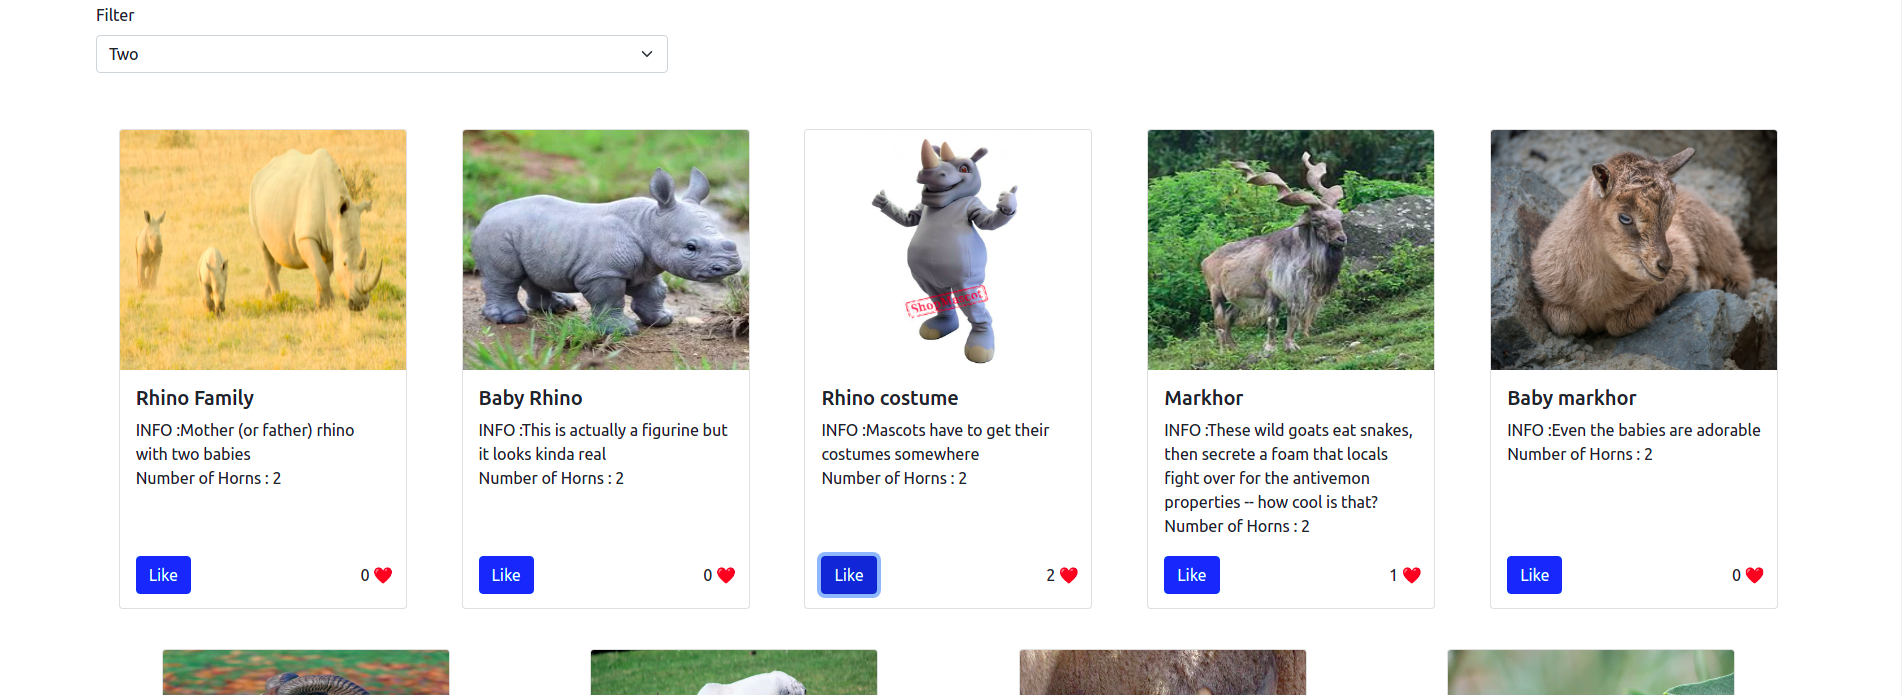 Filter
Two
ShopMascot
Rhino Family
INFO :Mother (or father) rhino
with two babies
Number of Horns : 2
Like
0 ❤️
Baby Rhino
INFO :This is actually a figurine but
it looks kinda real
Number of Horns : 2
Like
0 ❤️
Rhino costume
INFO :Mascots have to get their
costumes somewhere
Number of Horns : 2
Like
2 ❤️
Markhor
INFO :These wild goats eat snakes,
then secrete a foam that locals
fight over for the antivemon
properties -- how cool is that?
Number of Horns : 2
Like
1 ❤️
Baby markhor
INFO :Even the babies are adorable
Number of Horns : 2
Like
0 ❤️